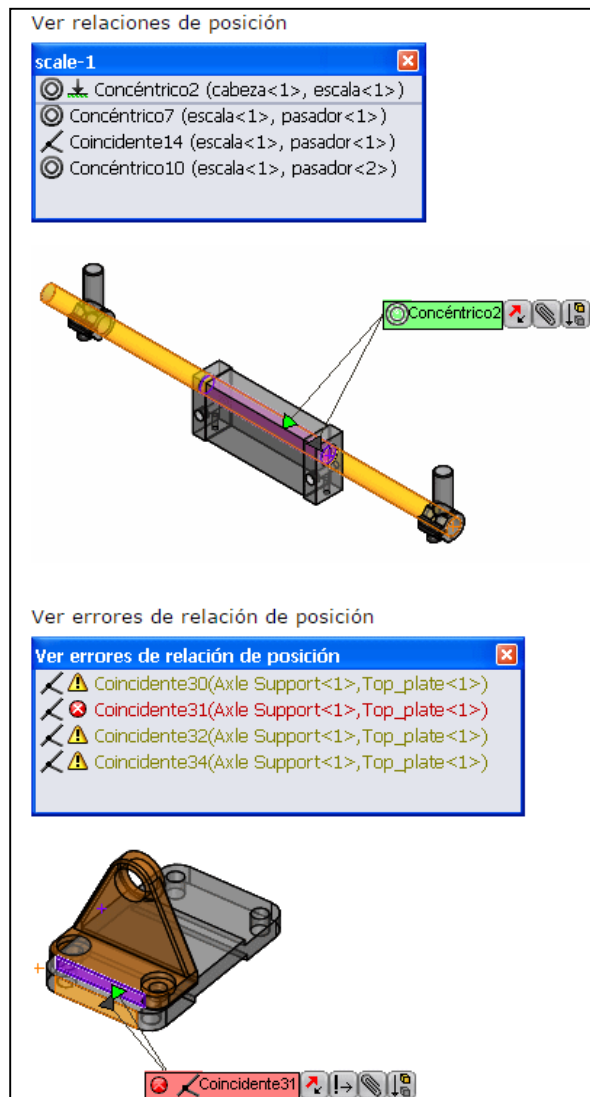 Ver relaciones de posición
scale-1
Concéntrico2 (cabeza<1>, escala<1>)
Concéntrico7 (escala<1>, pasador<1>)
Coincidente14 (escala<1>, pasador<1>)
Concéntrico10 (escala<1>, pasador<2>)
Concéntrico2
Ver errores de relación de posición
Ver errores de relación de posición
Coincidente30(Axle Support<1>,Top_plate<1>)
Coincidente31(Axle Support<1>,Top_plate<1>)
Coincidente32(Axle Support<1>,Top_plate<1>)
Coincidente34(Axle Support<1>,Top_plate<1>)
Coincidente31